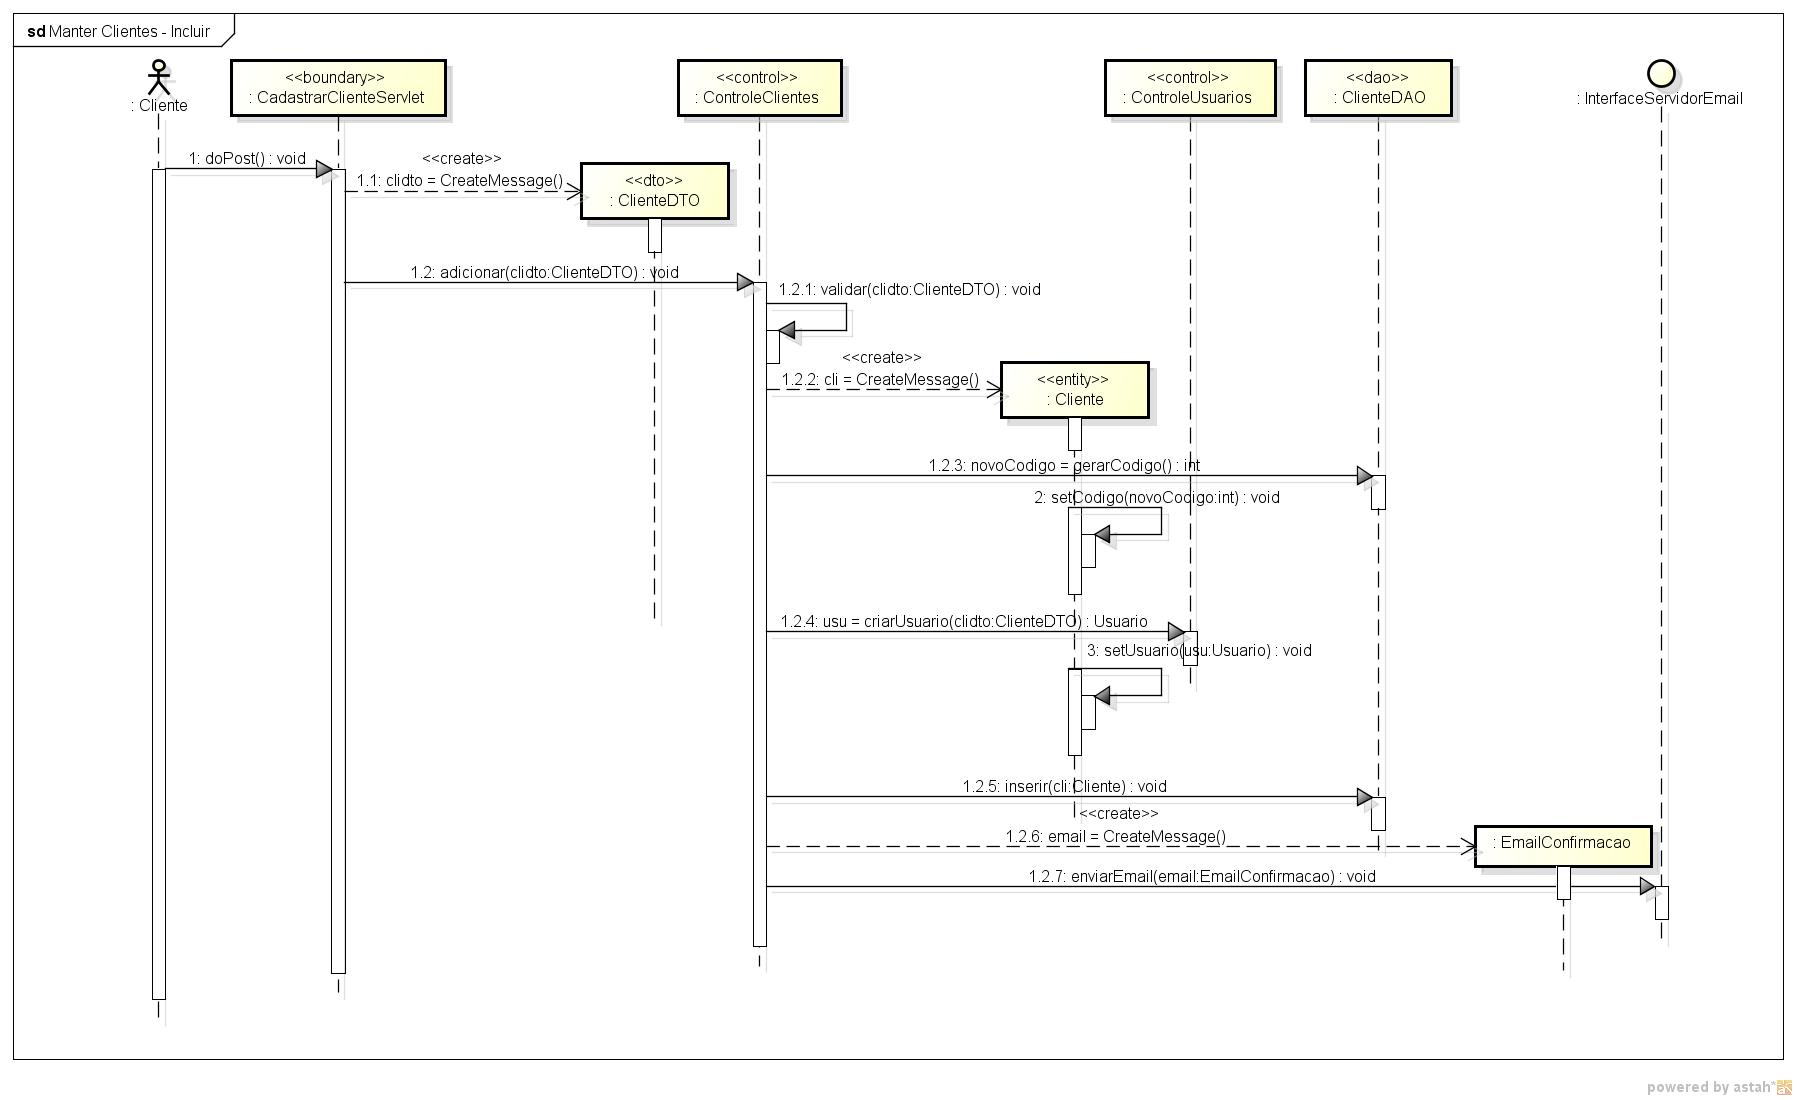 sd Manter Clientes - Incluir
: Cliente
<<boundary>>
: CadastrarClienteServlet
<<control>>
: ControleClientes
<<control>>
: ControleUsuarios
<<dao>>
: ClienteDAO
: InterfaceServidorEmail
1: doPost() : void
<<create>>
1.1: clidto = CreateMessage()
<<dto>>
: ClienteDTO
1.2: adicionar(clidto:ClienteDTO) : void
1.2.1: validar(clidto:ClienteDTO) : void
<<create>>
1.2.2: cli = CreateMessage()
<<entity>>
: Cliente
1.2.3: novoCodigo = gerarCodigo() : int
2: setCodigo(novoCodigo:int) : void
1.2.4: usu = criarUsuario(clidto:ClienteDTO) : Usuario
3: setUsuario(usu:Usuario) : void
1.2.5: inserir(cli:Cliente) : void
<<create>>
1.2.6: email = CreateMessage()
: EmailConfirmacao
1.2.7: enviarEmail(email:EmailConfirmacao) : void
powered by astah*